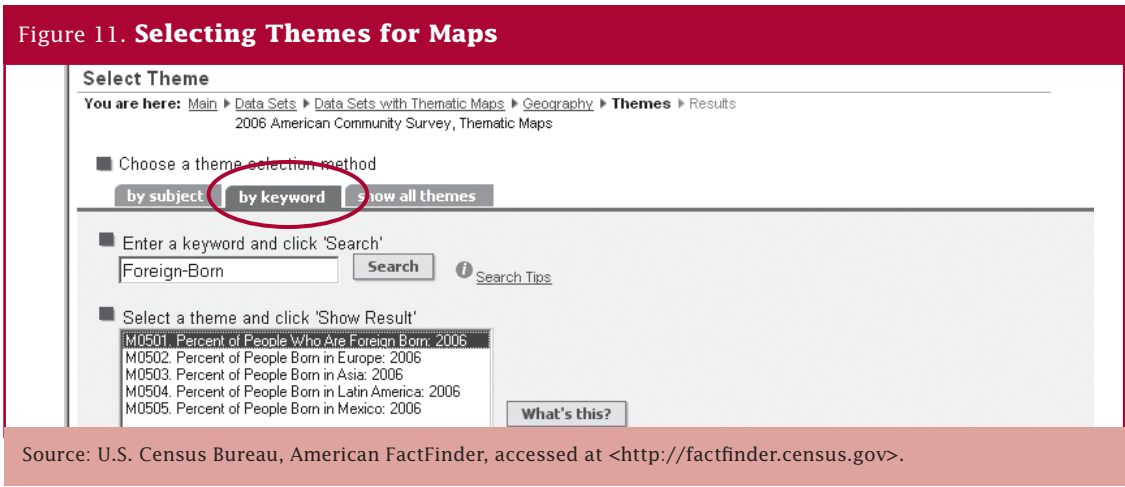 Figure 11. Selecting Themes for Maps
Select Theme
You are here: Main ▶ Data Sets ▶ Data Sets with Thematic Maps ▶ Geography ▶ Themes ▶ Results
2006 American Community Survey, Thematic Maps
Choose a theme selection method
by subject by keyword show all themes
Enter a keyword and click 'Search'
Foreign-Born Search Search Tips
Select a theme and click 'Show Result'
M0501. Percent of People Who Are Foreign Born: 2006
M0502. Percent of People Born in Europe: 2006
M0503. Percent of People Born in Asia: 2006
M0504. Percent of People Born in Latin America: 2006
M0505. Percent of People Born in Mexico: 2006
What's this?
Source: U.S. Census Bureau, American FactFinder, accessed at <http://factfinder.census.gov>.